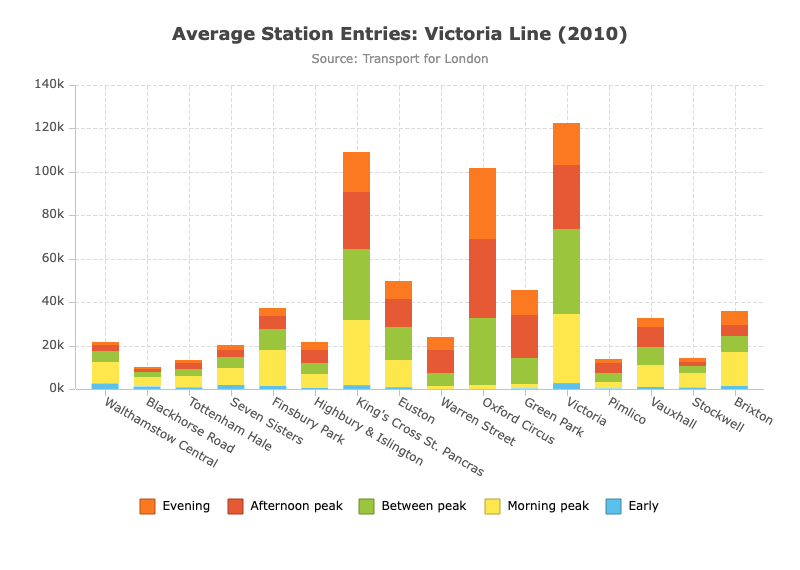 Average Station Entries: Victoria Line (2010)
Source: Transport for London
140k
120k
100k
80k
60k
40k
20k
0k
Walthamstow Central
Blackhorse Road
Tottenham Hale
Seven Sisters
Finsbury Park
Highbury & Islington
King's Cross St. Pancras
Euston
Warren Street
Oxford Circus
Green Park
Victoria
Pimlico
Vauxhall
Stockwell
Brixton
Evening Afternoon peak Between peak Morning peak Early